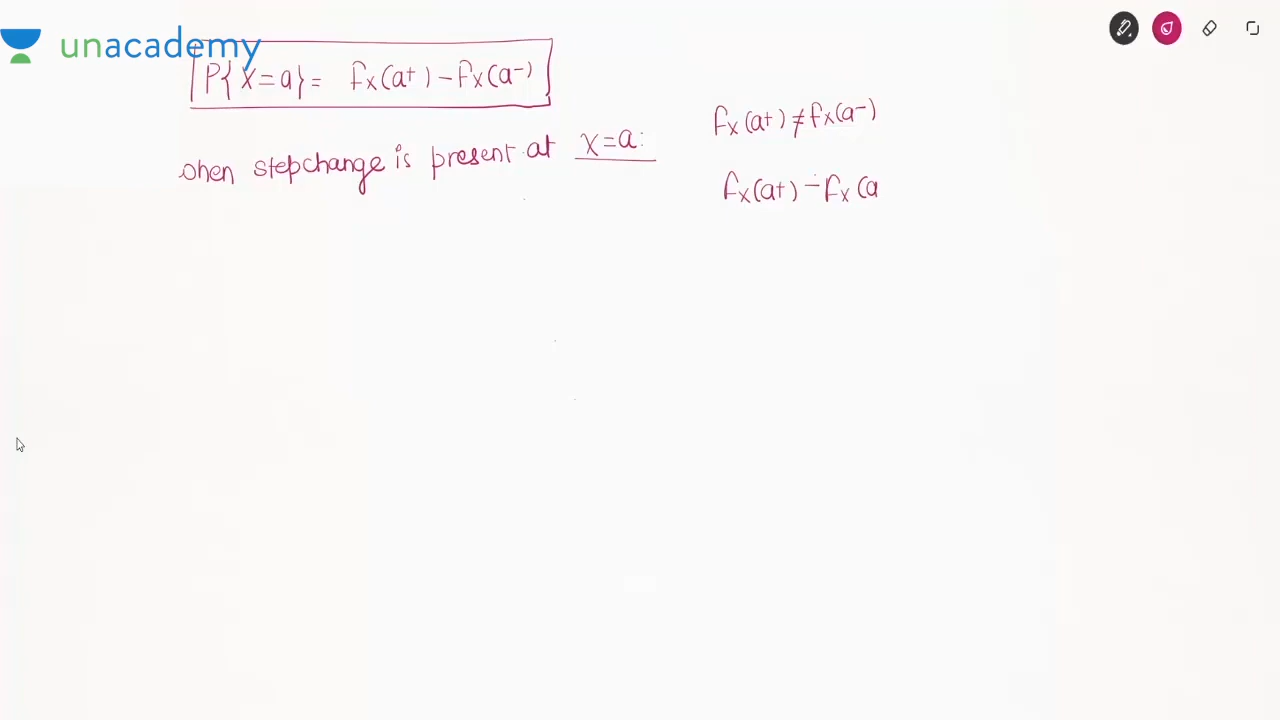 unacademy
P{X=a}= fx(a+) - fx(a-)
when stepchange is present at x=a:
fx(a+) ≠ fx(a-)
fx(a+) - fx(a